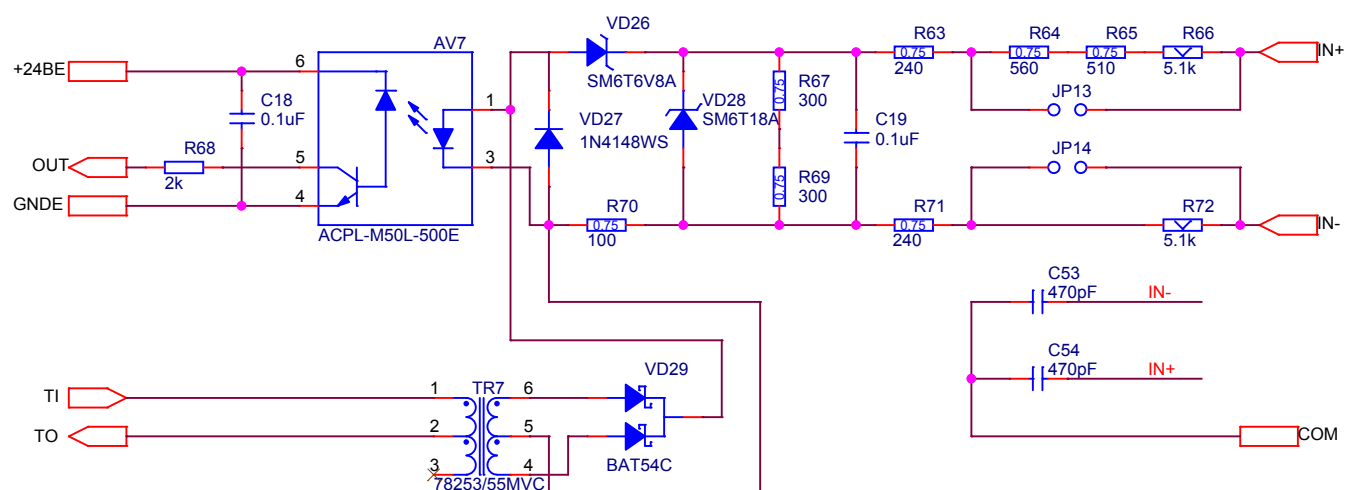 VD26
AV7
R63
R64
R65
R66
IN+
+24BE
6
0.75
0.75
0.75
240
560
510
5.1k
SM6T6V8A
R67
C18
0.1uF
1
0.75
300
VD28
SM6T18A
JP13
VD27
1N4148WS
C19
0.1uF
OUT
R68
2k
5
3
JP14
R69
0.75
300
GNDE
4
R70
R71
R72
IN-
0.75
0.75
ACPL-M50L-500E
100
240
5.1k
C53
470pF
IN-
C54
470pF
IN+
VD29
TI
1
TR7
6
TO
2
5
COM
3
4
BAT54C
78253/55MVC